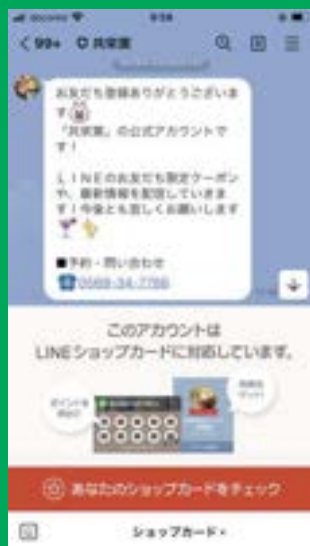 docomo
9:58
99+ 共栄園
お友だち登録ありがとうございま
す
「共栄園」の公式アカウントで
す！
ＬＩＮＥのお友だち限定クーポン
や、最新情報を配信していきま
す！今後とも宜しくお願いします
■予約・問い合わせ
このアカウントは
LINEショップカードに対応しています。
あなたのショップカードをチェック
ショップカード